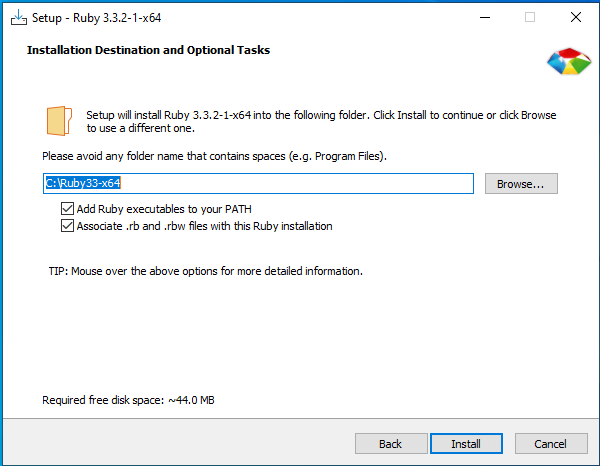 Setup - Ruby 3.3.2-1-x64
Installation Destination and Optional Tasks
Setup will install Ruby 3.3.2-1-x64 into the following folder. Click Install to continue or click Browse
to use a different one.
Please avoid any folder name that contains spaces (e.g. Program Files).
C:\Ruby33-x64
Browse...
Add Ruby executables to your PATH
Associate .rb and .rbw files with this Ruby installation
TIP: Mouse over the above options for more detailed information.
Required free disk space: ~44.0 MB
Back Install Cancel